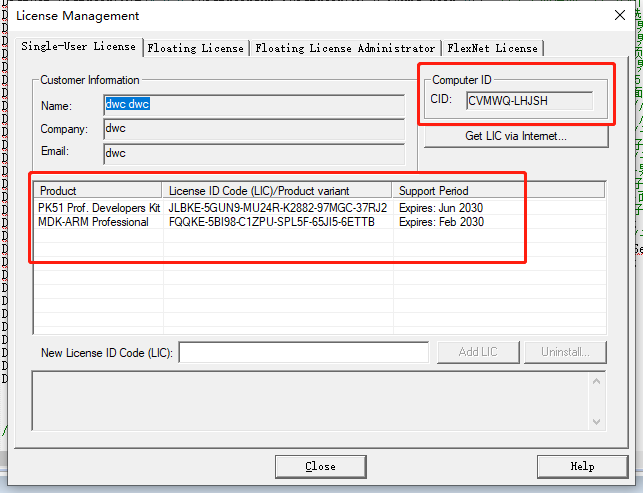 License Management
Single-User License Floating License Floating License Administrator FlexNet License
Customer Information
Name: dwc dwc
Company: dwc
Email: dwc
Computer ID
CID: CVMWQ-LHJSH
Get LIC via Internet...
Product License ID Code (LIC)/Product variant Support Period
PK51 Prof. Developers Kit JLBKE-5GUN9-MU24R-K2882-97MGC-37RJ2 Expires: Jun 2030
MDK-ARM Professional FQQKE-5BI98-C1ZPU-SPL5F-65JI5-6ETTB Expires: Feb 2030
New License ID Code (LIC): Add LIC Uninstall...
Close Help